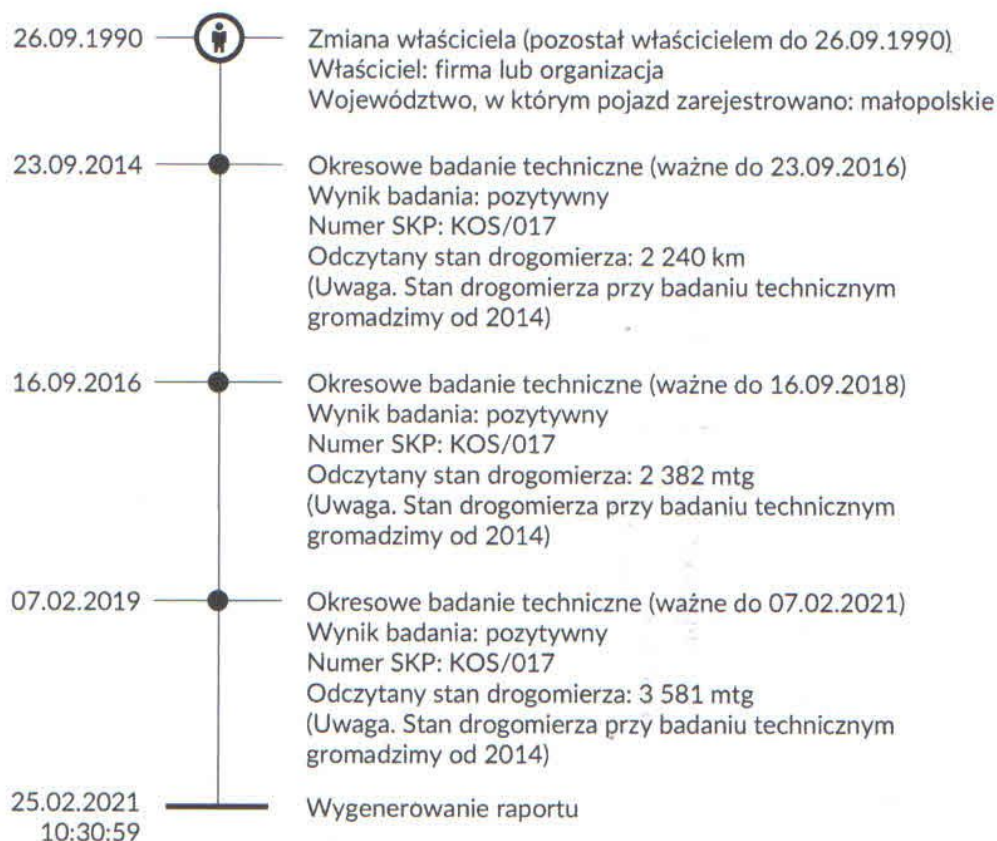 26.09.1990
Zmiana właściciela (pozostał właścicielem do 26.09.1990)
Właściciel: firma lub organizacja
Województwo, w którym pojazd zarejestrowano: małopolskie
23.09.2014
Okresowe badanie techniczne (ważne do 23.09.2016)
Wynik badania: pozytywny
Numer SKP: KOS/017
Odczytany stan drogomierza: 2 240 km
(Uwaga. Stan drogomierza przy badaniu technicznym
gromadzimy od 2014)
16.09.2016
Okresowe badanie techniczne (ważne do 16.09.2018)
Wynik badania: pozytywny
Numer SKP: KOS/017
Odczytany stan drogomierza: 2 382 mtg
(Uwaga. Stan drogomierza przy badaniu technicznym
gromadzimy od 2014)
07.02.2019
Okresowe badanie techniczne (ważne do 07.02.2021)
Wynik badania: pozytywny
Numer SKP: KOS/017
Odczytany stan drogomierza: 3 581 mtg
(Uwaga. Stan drogomierza przy badaniu technicznym
gromadzimy od 2014)
25.02.2021
10:30:59
Wygenerowanie raportu